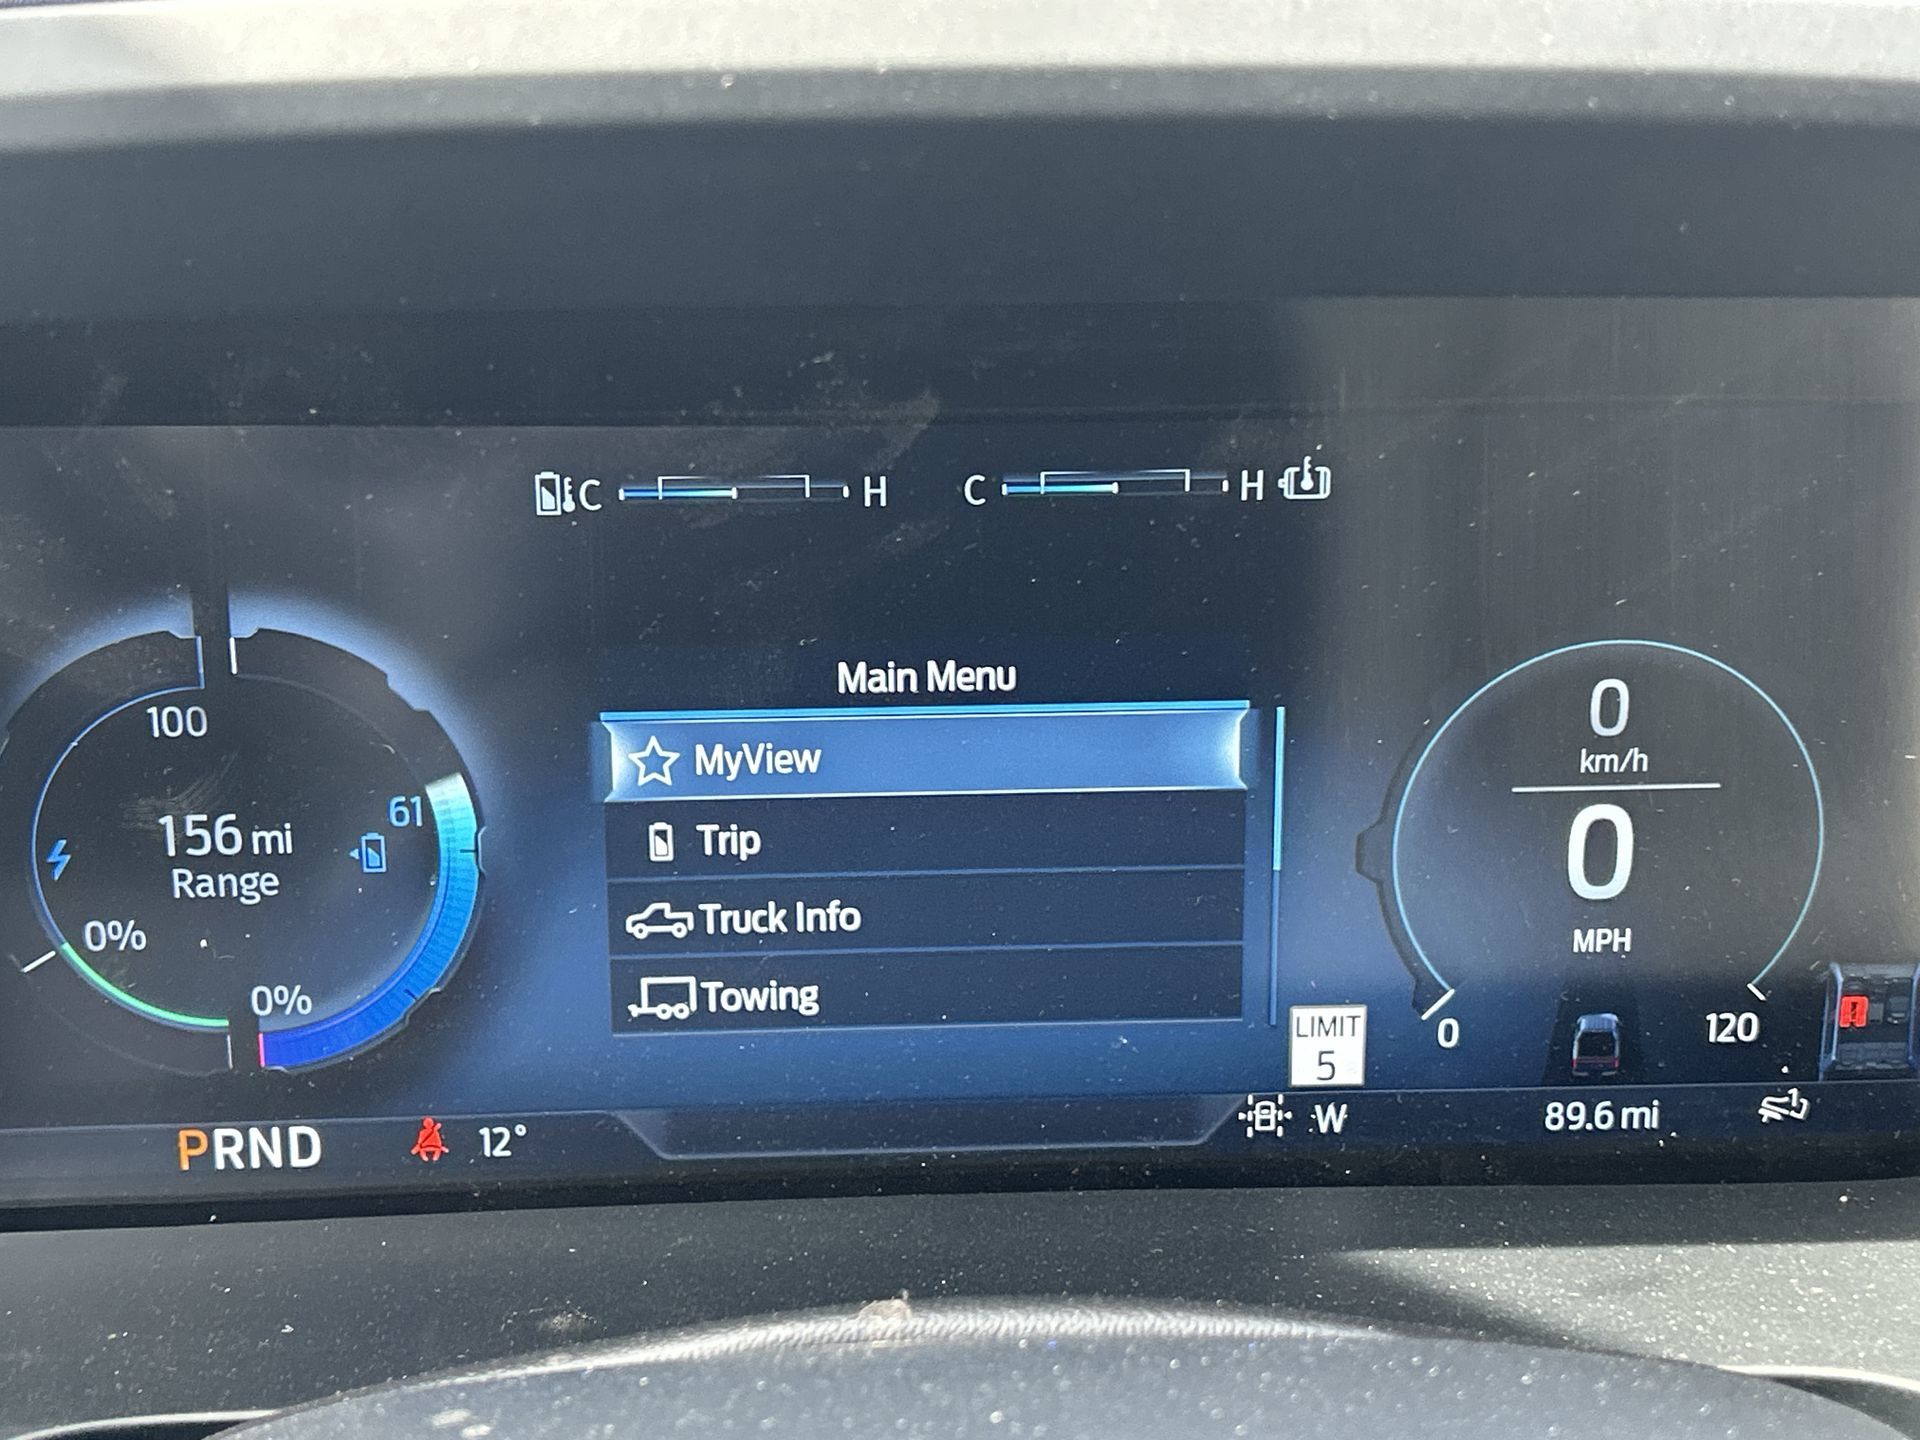 C H
C H
100
61
156 mi
Range
0%
0%
Main Menu
MyView
Trip
Truck Info
Towing
0
km/h
0
MPH
0
120
LIMIT
5
PRND
12°
W
89.6 mi